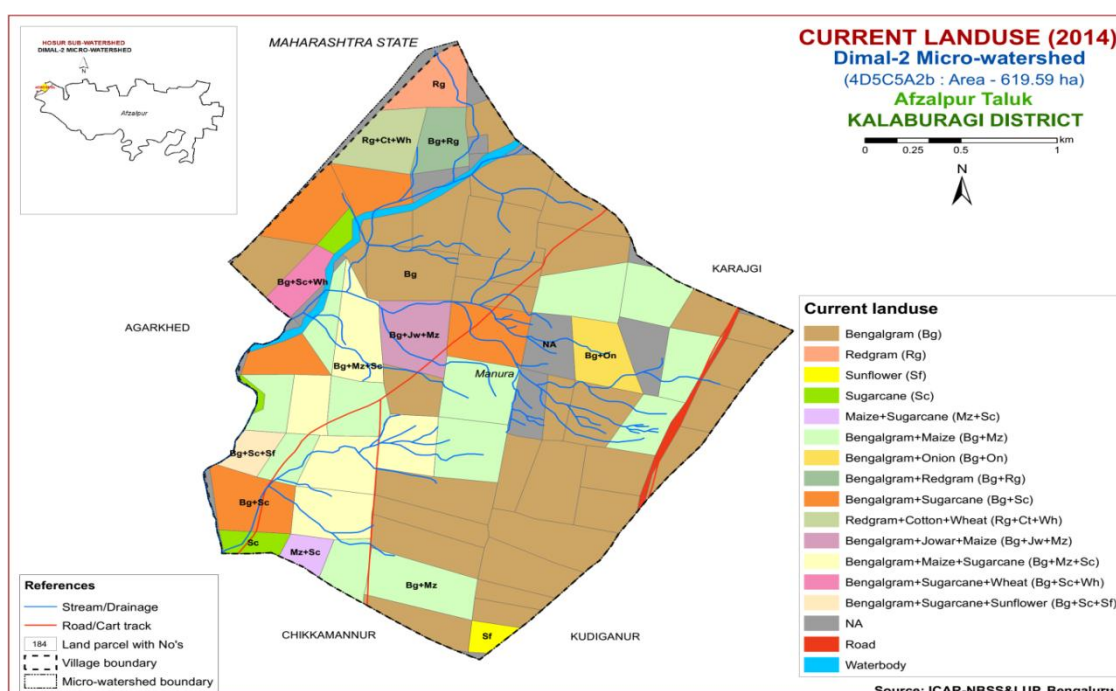 HOSUR SUB-WATERSHED
DIMAL-2 MICRO-WATERSHED
N
Afzalpur
MAHARASHTRA STATE
CURRENT LANDUSE (2014)
Dimal-2 Micro-watershed
(4D5C5A2b : Area - 619.59 ha)
Afzalpur Taluk
KALABURAGI DISTRICT
km
0 0.25 0.5 1
N
Rg
Rg+Ct+Wh
Bg+Rg
KARAJGI
Bg
Bg+Sc+Wh
AGARKHED
Bg+Jw+Mz
NA
Bg+On
Bg+Mz+Sc
Manura
Bg+Sc+Sf
Bg+Sc
Sc
Mz+Sc
Bg+Mz
Sf
CHIKKAMANNUR
KUDIGANUR
Current landuse
Bengalgram (Bg)
Redgram (Rg)
Sunflower (Sf)
Sugarcane (Sc)
Maize+Sugarcane (Mz+Sc)
Bengalgram+Maize (Bg+Mz)
Bengalgram+Onion (Bg+On)
Bengalgram+Redgram (Bg+Rg)
Bengalgram+Sugarcane (Bg+Sc)
Redgram+Cotton+Wheat (Rg+Ct+Wh)
Bengalgram+Jowar+Maize (Bg+Jw+Mz)
Bengalgram+Maize+Sugarcane (Bg+Mz+Sc)
Bengalgram+Sugarcane+Wheat (Bg+Sc+Wh)
Bengalgram+Sugarcane+Sunflower (Bg+Sc+Sf)
NA
Road
Waterbody
References
Stream/Drainage
Road/Cart track
184 Land parcel with No's
Village boundary
Micro-watershed boundary
Source: ICAR-NBSS&LUP, Bengaluru